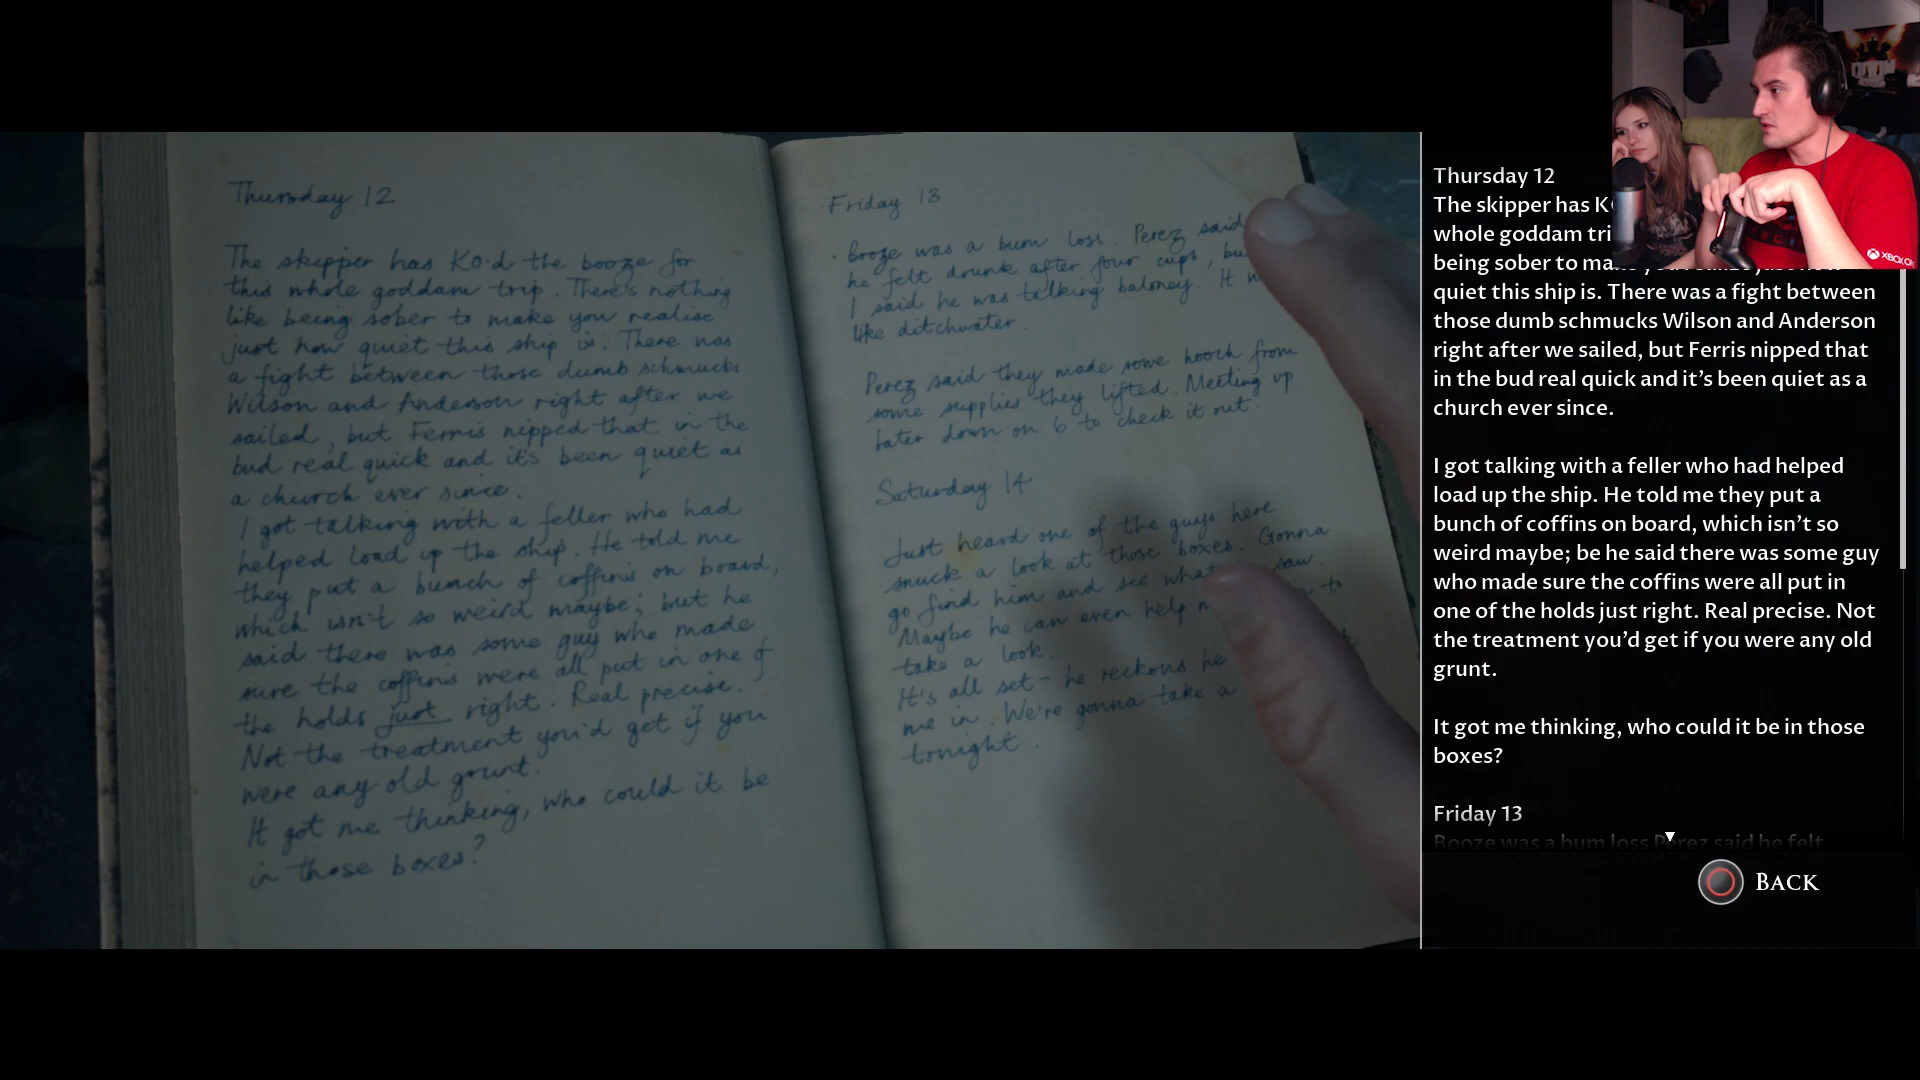 Thursday 12
The skipper has KO'd the booze for
this whole goddam trip. There's nothing
like being sober to make you realise
just how quiet this ship is. There was
a fight between those dumb schmucks
Wilson and Anderson right after we
sailed, but Ferris nipped that in the
bud real quick and it's been quiet as
a church ever since.
I got talking with a feller who had
helped load up the ship. He told me
they put a bunch of coffins on board,
which isn't so weird maybe; but he
said there was some guy who made
sure the coffins were all put in one of
the holds just right. Real precise.
Not the treatment you'd get if you
were any old grunt.
It got me thinking, who could it be
in those boxes?
Friday 13
Booze was a bum loss. Perez said
he felt drunk after four cups, but
I said he was talking baloney. It
like ditchwater.
Perez said they made some hooch from
some supplies they lifted. Meeting up
later down on 6 to check it out.
Saturday 14
Just heard one of the guys here
snuck a look at those boxes. Gonna
go find him and see what saw.
Maybe he can even help to
take a look.
It's all set - he reckons he
me in. We're gonna take a
tonight.
Thursday 12
The skipper has
whole goddam
being sober to
quiet this ship is. There was a fight between
those dumb schmucks Wilson and Anderson
right after we sailed, but Ferris nipped that
in the bud real quick and it's been quiet as a
church ever since.
I got talking with a feller who had helped
load up the ship. He told me they put a
bunch of coffins on board, which isn't so
weird maybe; be he said there was some guy
who made sure the coffins were all put in
one of the holds just right. Real precise. Not
the treatment you'd get if you were any old
grunt.
It got me thinking, who could it be in those
boxes?
Friday 13
Booze was a bum loss Perez said he felt
BACK
XBOX